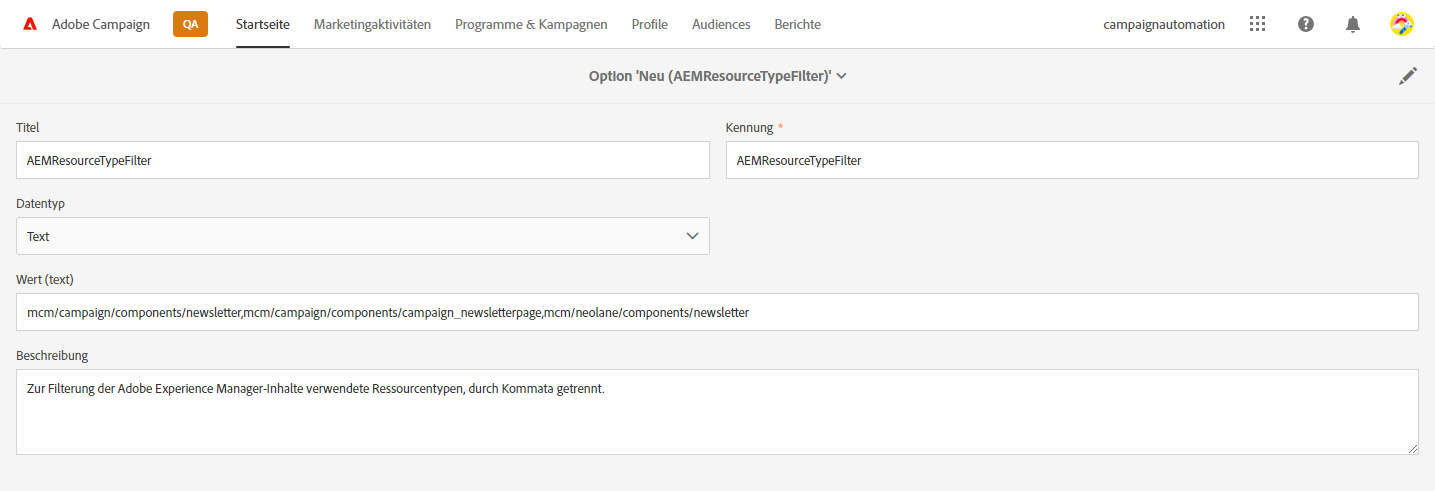 Adobe Campaign QA Startseite Marketingaktivitäten Programme & Kampagnen Profile Audiences Berichte campaignautomation
Option 'Neu (AEMResourceTypeFilter)'
Titel
AEMResourceTypeFilter
Kennung *
AEMResourceTypeFilter
Datentyp
Text
Wert (text)
mcm/campaign/components/newsletter,mcm/campaign/components/campaign_newsletterpage,mcm/neolane/components/newsletter
Beschreibung
Zur Filterung der Adobe Experience Manager-Inhalte verwendete Ressourcentypen, durch Kommata getrennt.